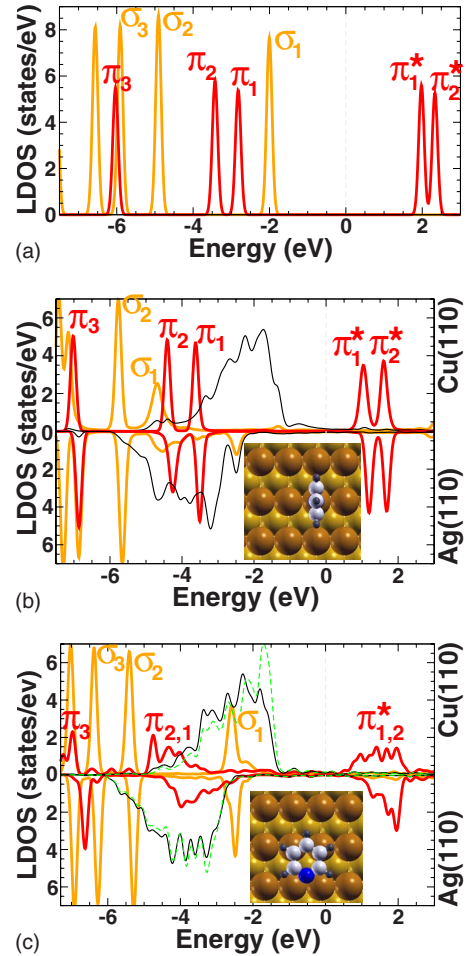 σ₃ σ₂ σ₁
π₃ π₂ π₁ π₁* π₂*
LDOS (states/eV)
8
6
4
2
0
-6 -4 -2 0 2
(a) Energy (eV)
π₃ σ₂ σ₁ π₂ π₁ π₁* π₂*
LDOS (states/eV)
6
4
2
0
2
4
6
Cu(110)
Ag(110)
-6 -4 -2 0 2
(b) Energy (eV)
σ₃ σ₂ σ₁
π₃ π₂,₁ π*₁,₂
LDOS (states/ev)
6
4
2
0
2
4
6
Cu(110)
Ag(110)
-6 -4 -2 0 2
(c) Energy (eV)